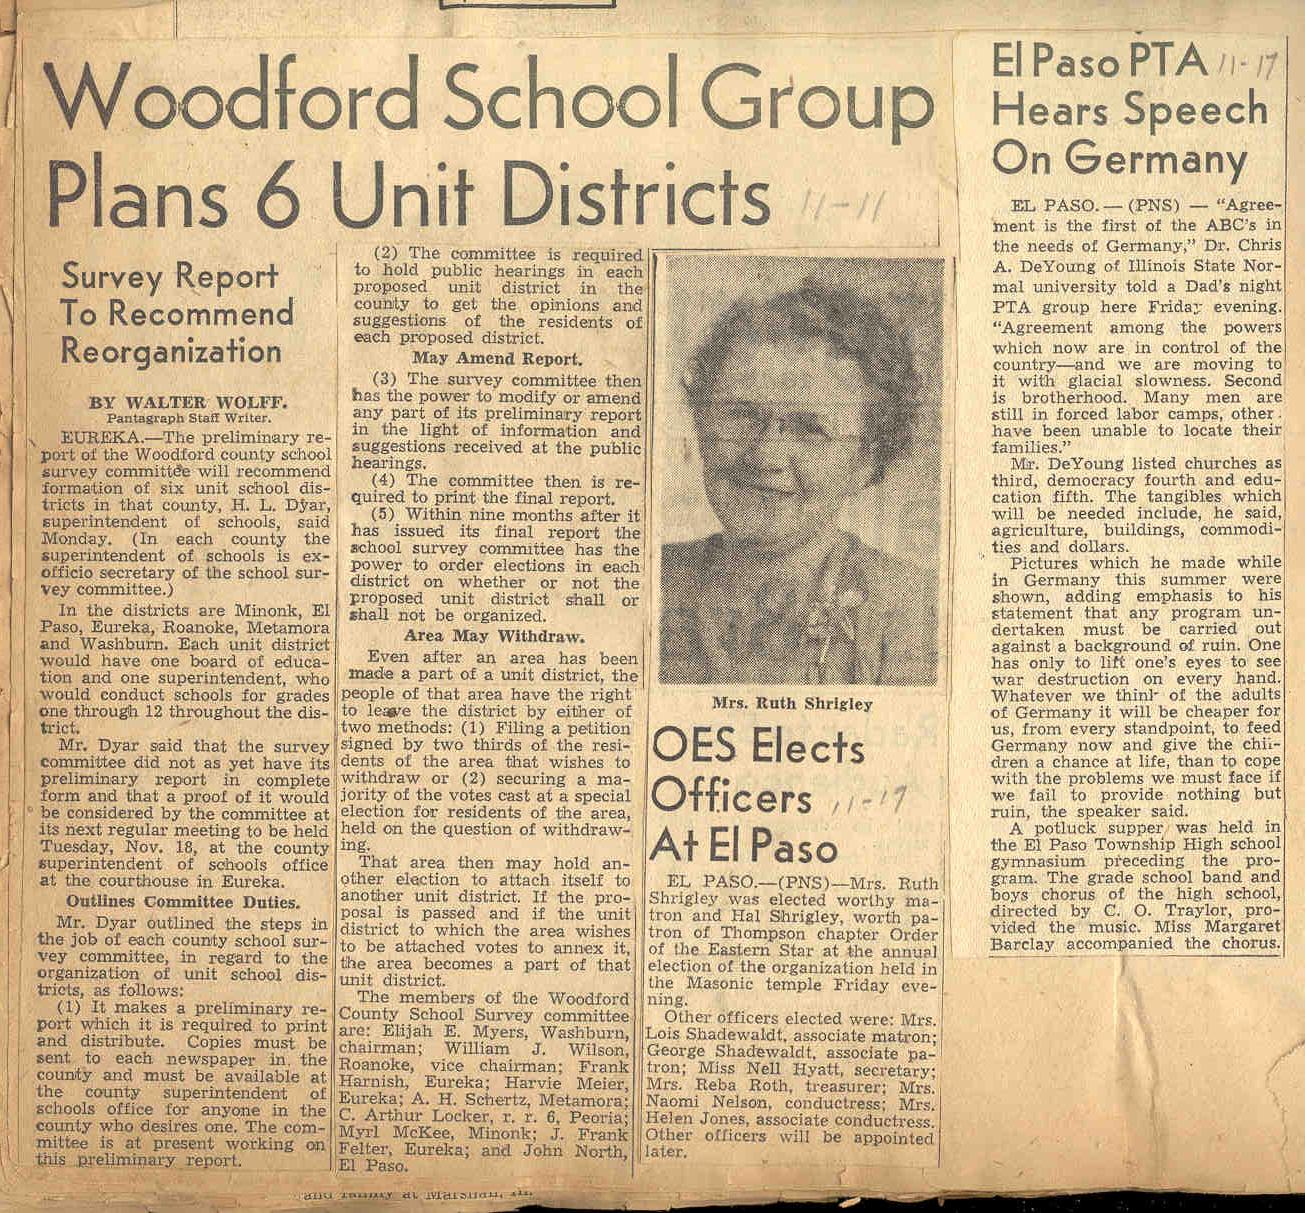 Woodford School Group
Plans 6 Unit Districts 11-11
Survey Report
To Recommend
Reorganization
BY WALTER WOLFF.
Pantagraph Staff Writer.
EUREKA.—The preliminary re-
port of the Woodford county school
survey committee will recommend
formation of six unit school dis-
tricts in that county, H. L. Dyar,
superintendent of schools, said
Monday. (In each county the
superintendent of schools is ex-
officio secretary of the school sur-
vey committee.)
In the districts are Minonk, El
Paso, Eureka, Roanoke, Metamora
and Washburn. Each unit district
would have one board of educa-
tion and one superintendent, who
would conduct schools for grades
one through 12 throughout the dis-
trict.
Mr. Dyar said that the survey
committee did not as yet have its
preliminary report in complete
form and that a proof of it would
be considered by the committee at
its next regular meeting to be held
Tuesday, Nov. 18, at the county
superintendent of schools office
at the courthouse in Eureka.
Outlines Committee Duties.
Mr. Dyar outlined the steps in
the job of each county school sur-
vey committee, in regard to the
organization of unit school dis-
tricts, as follows:
(1) It makes a preliminary re-
port which it is required to print
and distribute. Copies must be
sent to each newspaper in the
county and must be available at
the county superintendent of
schools office for anyone in the
county who desires one. The com-
mittee is at present working on
this preliminary report.
(2) The committee is required
to hold public hearings in each
proposed unit district in the
county to get the opinions and
suggestions of the residents of
each proposed district.
May Amend Report.
(3) The survey committee then
has the power to modify or amend
any part of its preliminary report
in the light of information and
suggestions received at the public
hearings.
(4) The committee then is re-
quired to print the final report.
(5) Within nine months after it
has issued its final report the
school survey committee has the
power to order elections in each
district on whether or not the
proposed unit district shall or
shall not be organized.
Area May Withdraw.
Even after an area has been
made a part of a unit district, the
people of that area have the right
to leave the district by either of
two methods: (1) Filing a petition
signed by two thirds of the resi-
dents of the area that wishes to
withdraw or (2) securing a ma-
jority of the votes cast at a special
election for residents of the area,
held on the question of withdraw-
ing.
That area then may hold an-
other election to attach itself to
another unit district. If the pro-
posal is passed and if the unit
district to which the area wishes
to be attached votes to annex it,
the area becomes a part of that
unit district.
The members of the Woodford
County School Survey committee
are: Elijah E. Myers, Washburn,
chairman; William J. Wilson,
Roanoke, vice chairman; Frank
Harnish, Eureka; Harvie Meier,
Eureka; A. H. Schertz, Metamora;
C. Arthur Locker, r. r. 6, Peoria;
Myrl McKee, Minonk; J. Frank
Felter, Eureka; and John North,
El Paso.
Mrs. Ruth Shrigley
OES Elects
Officers 11-17
At El Paso
EL PASO.—(PNS)—Mrs. Ruth
Shrigley was elected worthy ma-
tron and Hal Shrigley, worth pa-
tron of Thompson chapter Order
of the Eastern Star at the annual
election of the organization held in
the Masonic temple Friday eve-
ning.
Other officers elected were: Mrs.
Lois Shadewaldt, associate matron;
George Shadewaldt, associate pa-
tron; Miss Nell Hyatt, secretary;
Mrs. Reba Roth, treasurer; Mrs.
Naomi Nelson, conductress; Mrs.
Helen Jones, associate conductress.
Other officers will be appointed
later.
El Paso PTA 11-17
Hears Speech
On Germany
EL PASO. — (PNS) — “Agree-
ment is the first of the ABC's in
the needs of Germany,” Dr. Chris
A. DeYoung of Illinois State Nor-
mal university told a Dad's night
PTA group here Friday evening.
“Agreement among the powers
which now are in control of the
country—and we are moving to
it with glacial slowness. Second
is brotherhood. Many men are
still in forced labor camps, other
have been unable to locate their
families.”
Mr. DeYoung listed churches as
third, democracy fourth and edu-
cation fifth. The tangibles which
will be needed include, he said,
agriculture, buildings, commodi-
ties and dollars.
Pictures which he made while
in Germany this summer were
shown, adding emphasis to his
statement that any program un-
dertaken must be carried out
against a background of ruin. One
has only to lift one's eyes to see
war destruction on every hand.
Whatever we think of the adults
of Germany it will be cheaper for
us, from every standpoint, to feed
Germany now and give the chil-
dren a chance at life, than to cope
with the problems we must face if
we fail to provide nothing but
ruin, the speaker said.
A potluck supper was held in
the El Paso Township High school
gymnasium preceding the pro-
gram. The grade school band and
boys chorus of the high school,
directed by C. O. Traylor, pro-
vided the music. Miss Margaret
Barclay accompanied the chorus.
and family at Marshall, Ill.